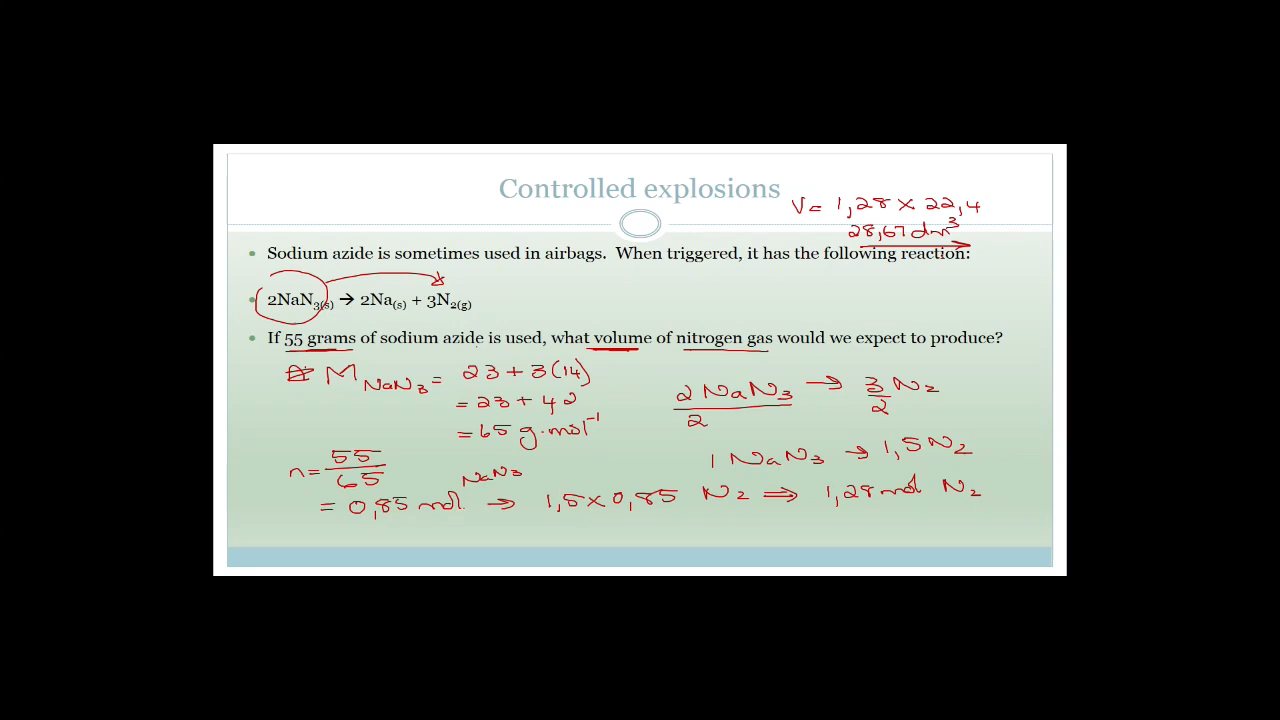 Controlled explosions
V = 1,28 × 22,4
28,67 dm³
Sodium azide is sometimes used in airbags. When triggered, it has the following reaction:
2NaN₃(s) → 2Na(s) + 3N₂(g)
If 55 grams of sodium azide is used, what volume of nitrogen gas would we expect to produce?
M NaN₃ = 23 + 3(14)
= 23 + 42
= 65 g.mol⁻¹
2 NaN₃ → 3 N₂
2 2
1 NaN₃ → 1,5 N₂
n = 55
65
NaN₃
= 0,85 mol. → 1,5 × 0,85 N₂ ⇒ 1,28 mol N₂